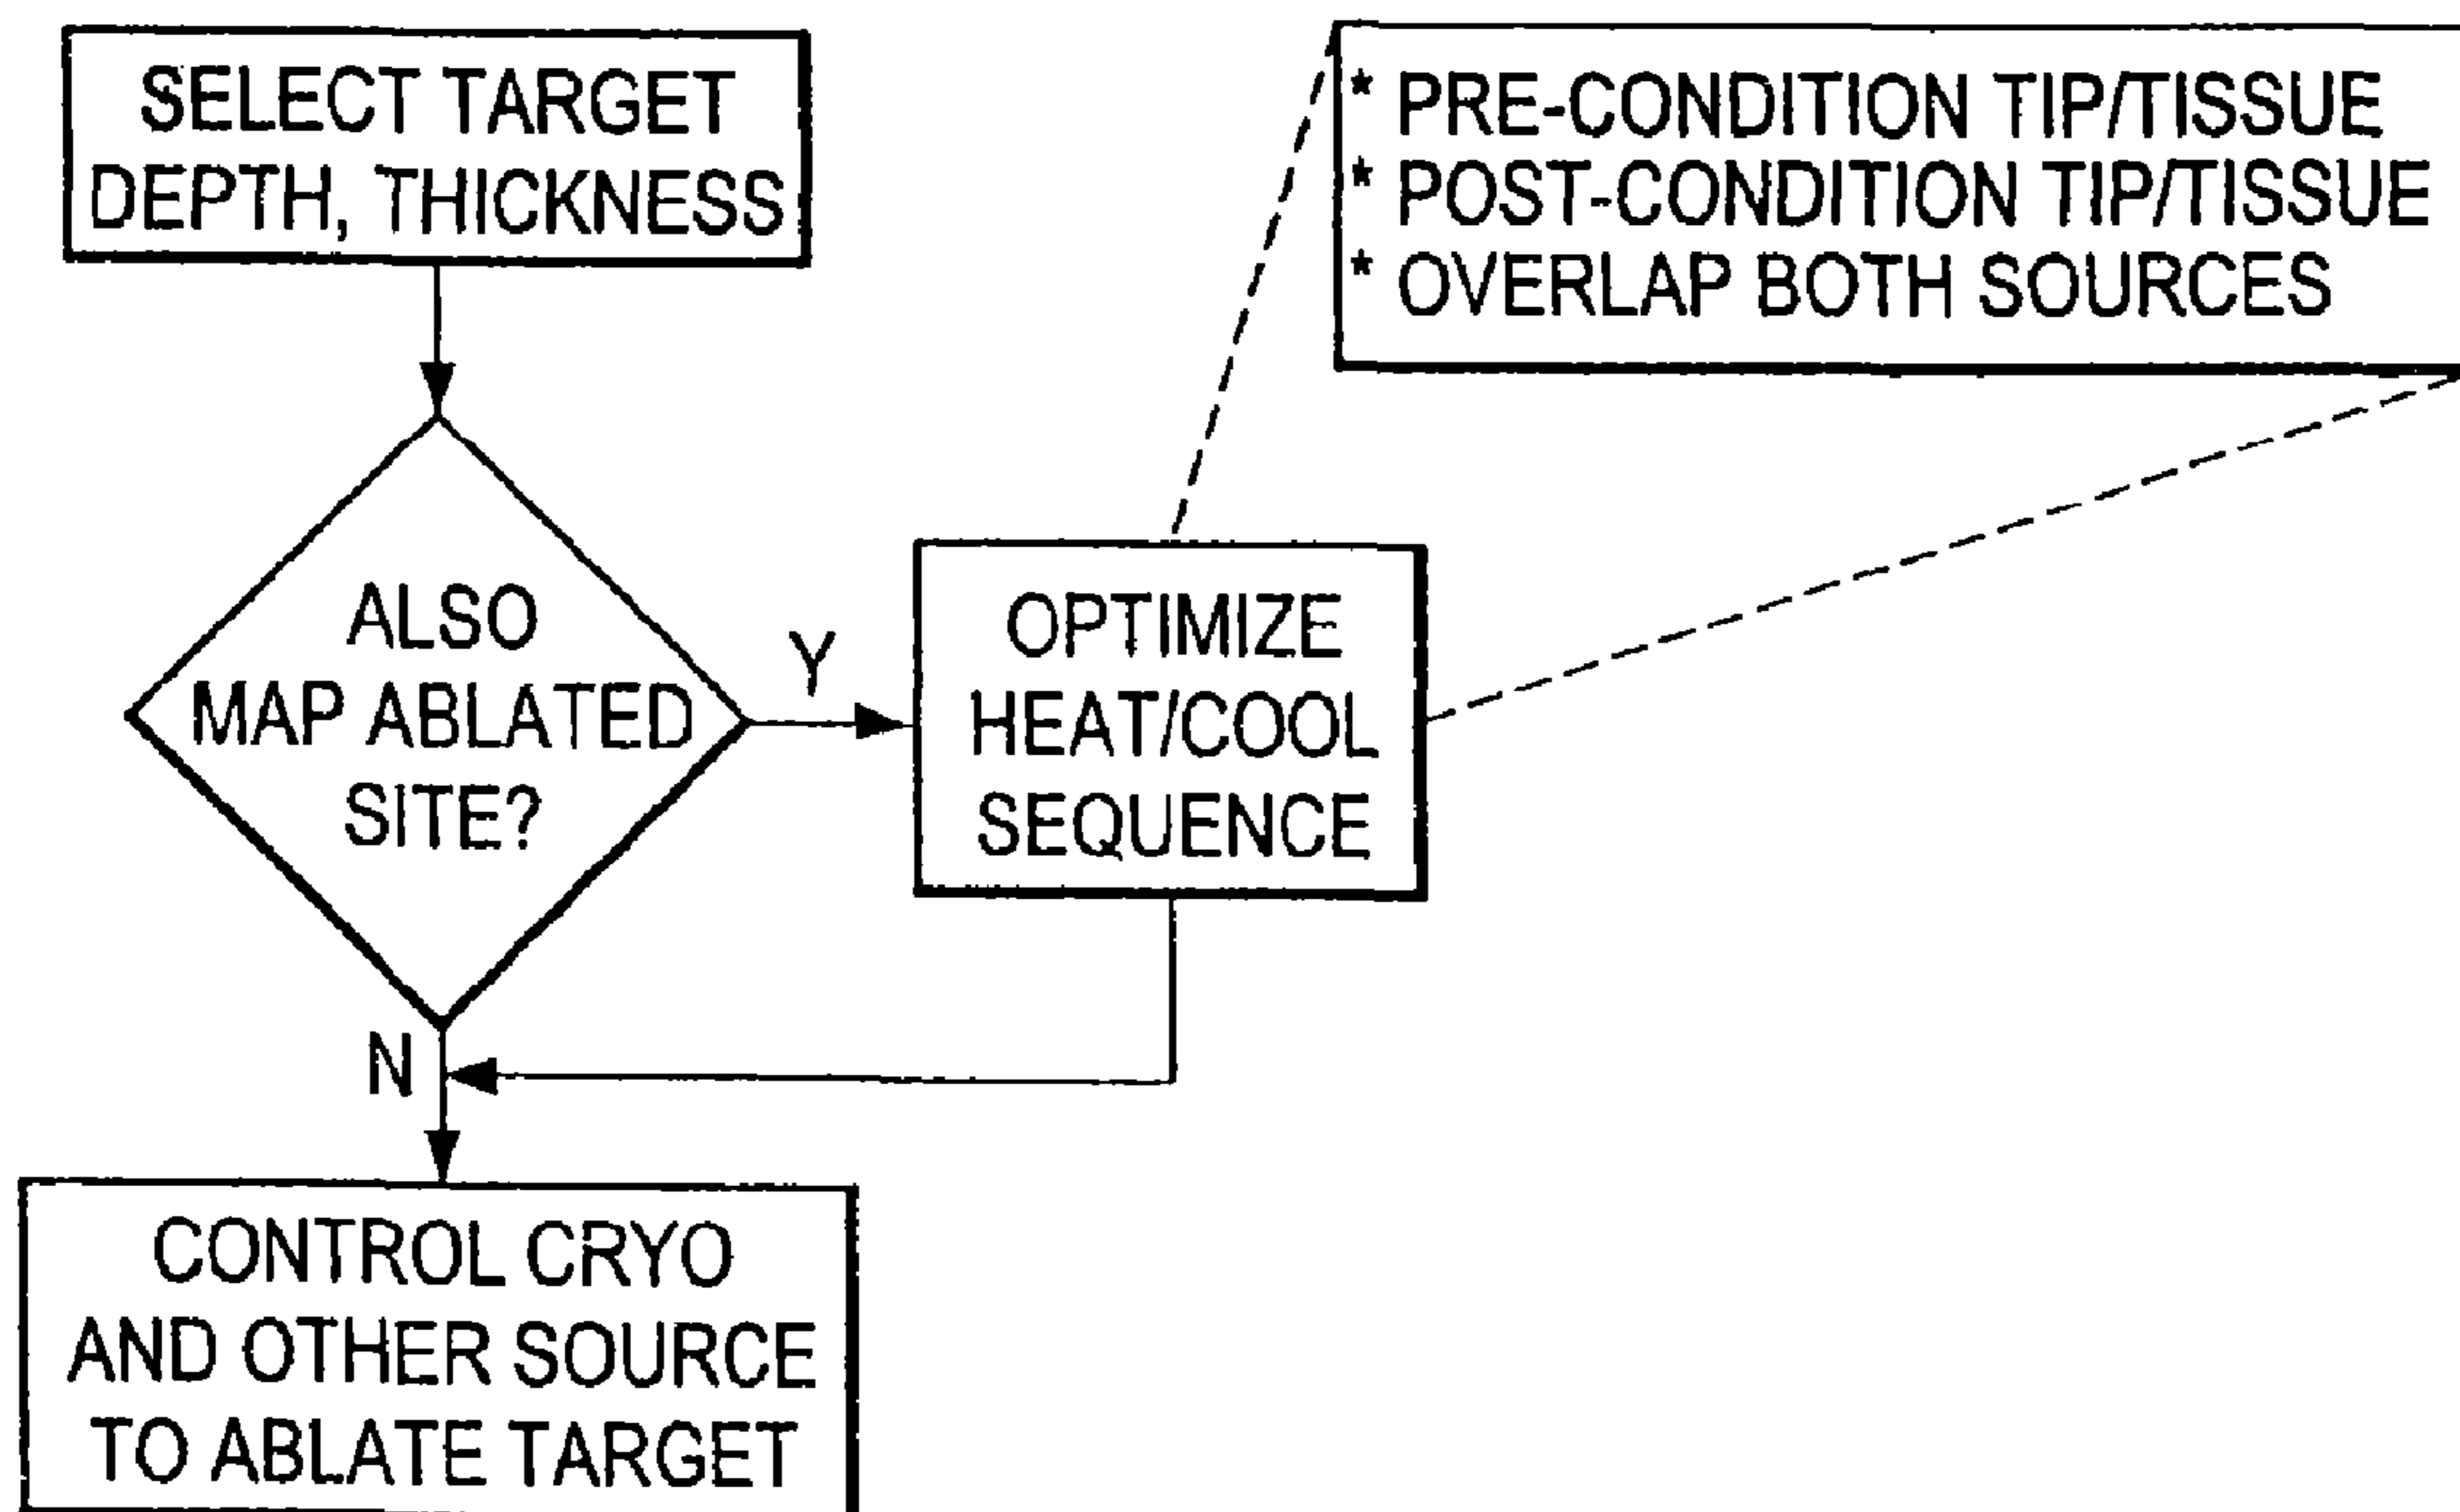 SELECT TARGET
DEPTH, THICKNESS
* PRE-CONDITION TIP/TISSUE
* POST-CONDITION TIP/TISSUE
* OVERLAP BOTH SOURCES
ALSO
MAP ABLATED
SITE?
Y
OPTIMIZE
HEAT/COOL
SEQUENCE
N
CONTROL CRYO
AND OTHER SOURCE
TO ABLATE TARGET